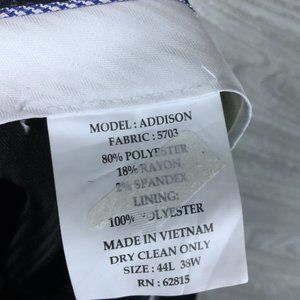 MODEL : ADDISON
FABRIC : 5703
80% POLYESTER
18% RAYON
2% SPANDEX
LINING:
100% POLYESTER
MADE IN VIETNAM
DRY CLEAN ONLY
SIZE : 44L 38W
RN : 62815